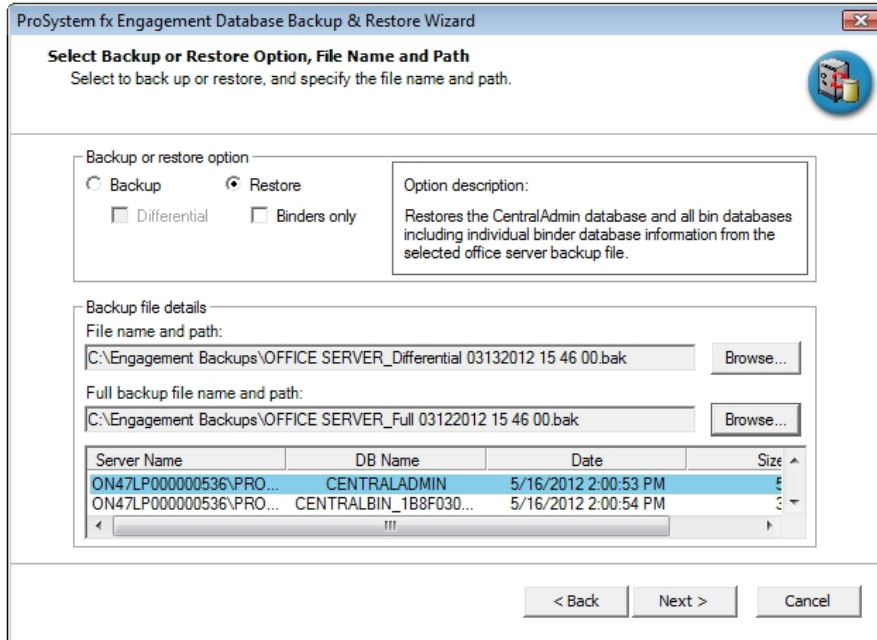 ProSystem fx Engagement Database Backup & Restore Wizard
Select Backup or Restore Option, File Name and Path
Select to back up or restore, and specify the file name and path.
Backup or restore option
Backup Restore
Differential Binders only
Option description:
Restores the CentralAdmin database and all bin databases
including individual binder database information from the
selected office server backup file.
Backup file details
File name and path:
C:\Engagement Backups\OFFICE SERVER_Differential 03132012 15 46 00.bak Browse...
Full backup file name and path:
C:\Engagement Backups\OFFICE SERVER_Full 03122012 15 46 00.bak Browse...
Server Name DB Name Date Size
ON47LP000000536\PRO... CENTRALADMIN 5/16/2012 2:00:53 PM 5
ON47LP000000536\PRO... CENTRALBIN_1B8F030... 5/16/2012 2:00:54 PM 3
< Back Next > Cancel